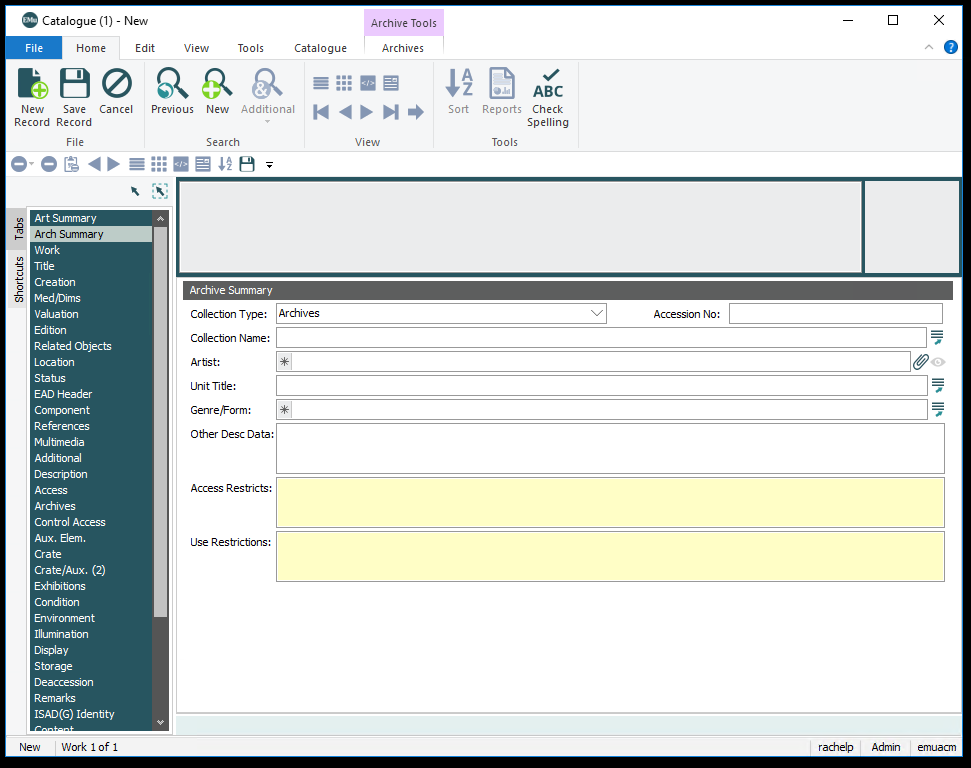 EMu Catalogue (1) - New
Archive Tools
File Home Edit View Tools Catalogue Archives
?
New Record
Save Record
Cancel
File
Previous
New
&
Additional
Search
</>
View
A
Z
Sort
Reports
ABC
Check Spelling
Tools
</>
A
Z
Tabs
Shortcuts
Art Summary
Arch Summary
Work
Title
Creation
Med/Dims
Valuation
Edition
Related Objects
Location
Status
EAD Header
Component
References
Multimedia
Additional
Description
Access
Archives
Control Access
Aux. Elem.
Crate
Crate/Aux. (2)
Exhibitions
Condition
Environment
Illumination
Display
Storage
Deaccession
Remarks
ISAD(G) Identity
Content
Archive Summary
Collection Type: Archives Accession No:
Collection Name:
Artist:
Unit Title:
Genre/Form:
Other Desc Data:
Access Restricts:
Use Restrictions:
New Work 1 of 1 rachelp Admin emuacm